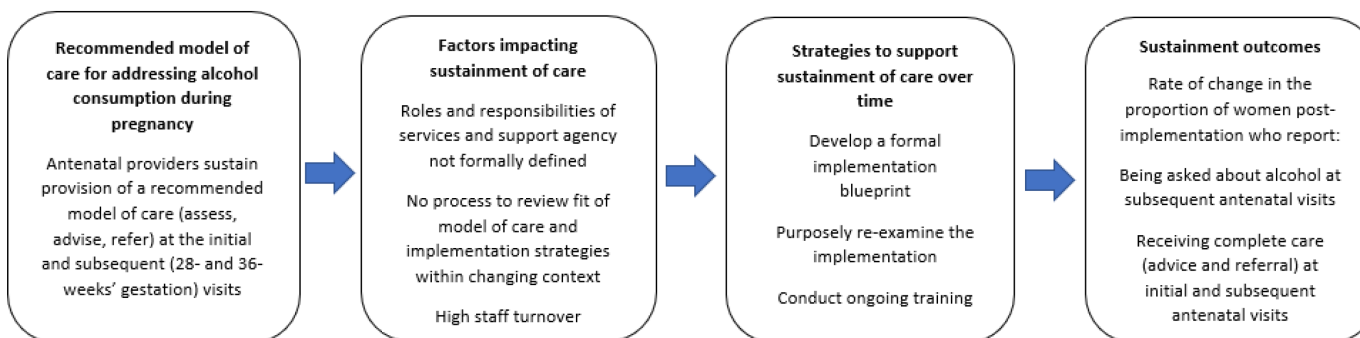 Recommended model of
care for addressing alcohol
consumption during
pregnancy
Antenatal providers sustain
provision of a recommended
model of care (assess,
advise, refer) at the initial
and subsequent (28- and 36-
weeks’ gestation) visits
Factors impacting
sustainment of care
Roles and responsibilities of
services and support agency
not formally defined
No process to review fit of
model of care and
implementation strategies
within changing context
High staff turnover
Strategies to support
sustainment of care over
time
Develop a formal
implementation
blueprint
Purposely re-examine the
implementation
Conduct ongoing training
Sustainment outcomes
Rate of change in the
proportion of women post-
implementation who report:
Being asked about alcohol at
subsequent antenatal visits
Receiving complete care
(advice and referral) at
initial and subsequent
antenatal visits